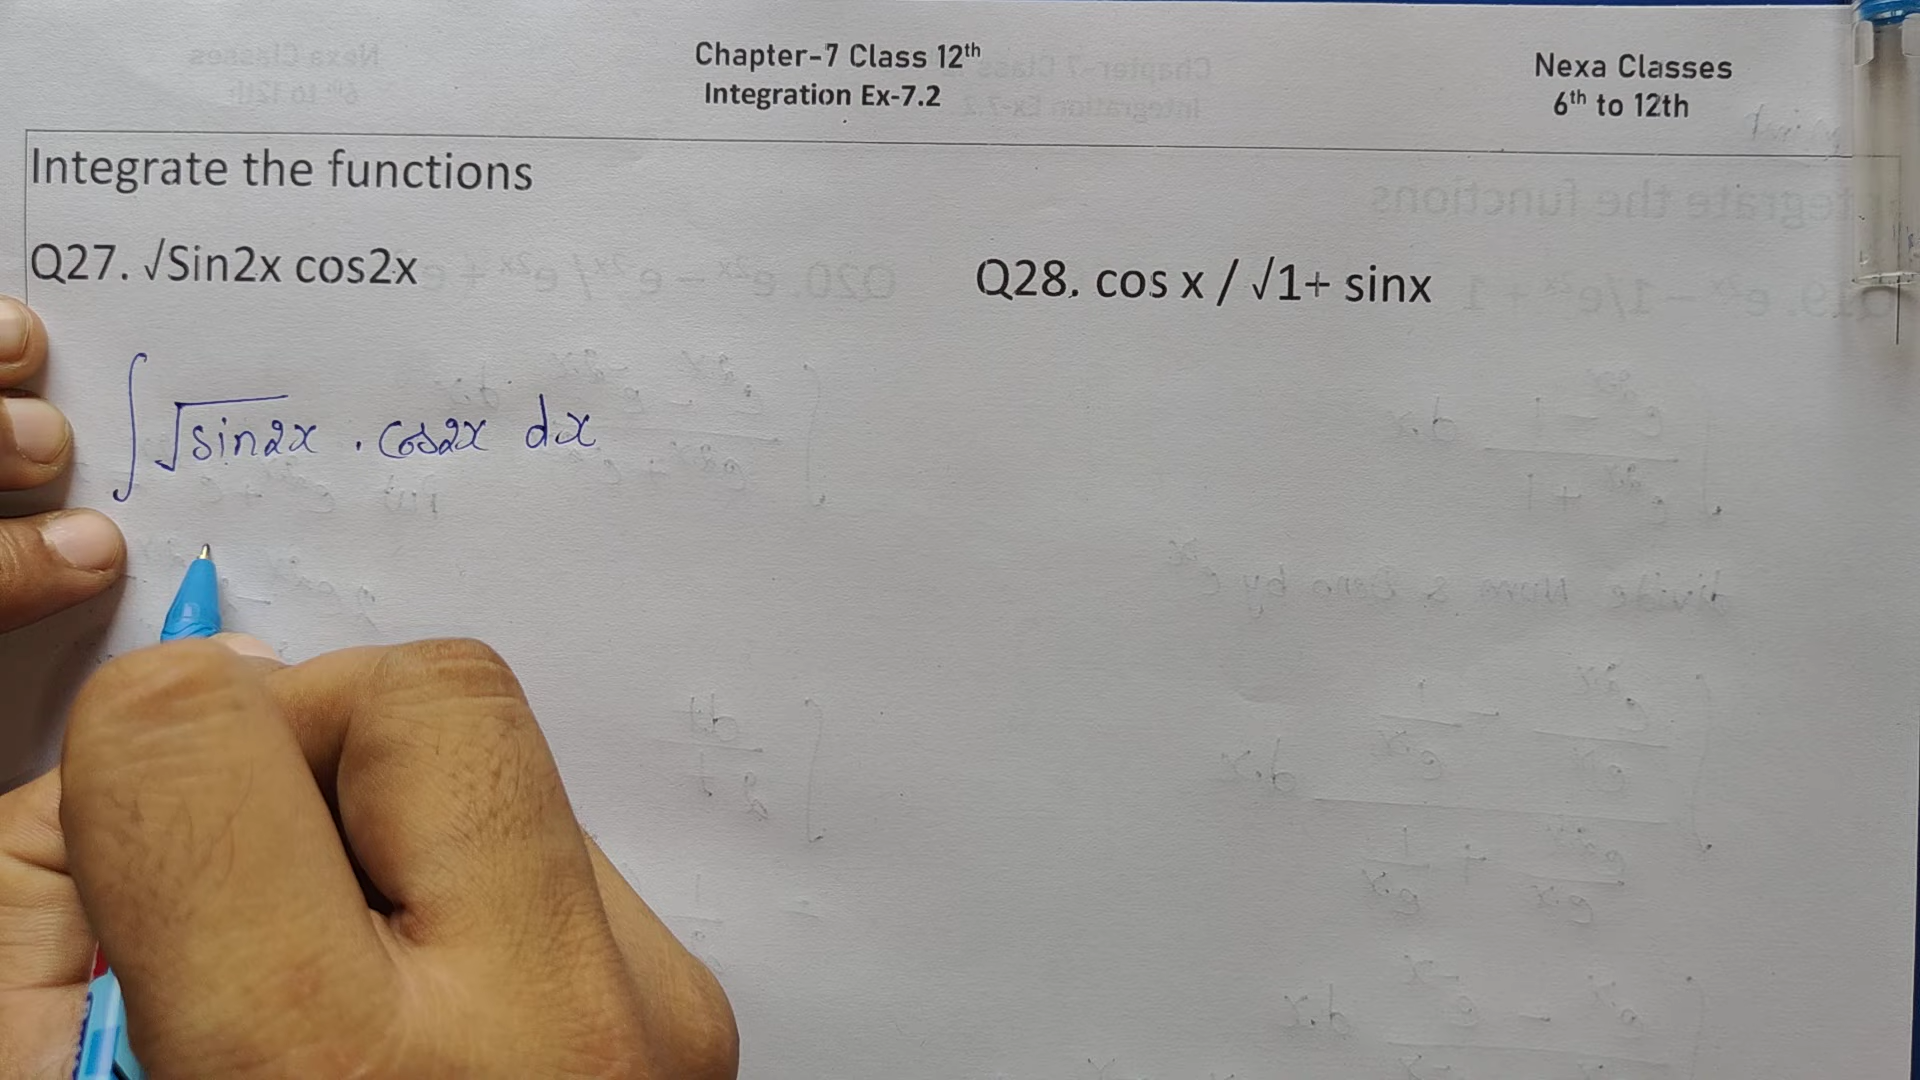 Chapter-7 Class 12th
Integration Ex-7.2
Nexa Classes
6th to 12th
Integrate the functions
Q27. √Sin2x cos2x
Q28. cos x / √1+ sinx
∫ √sin2x . cos2x dx